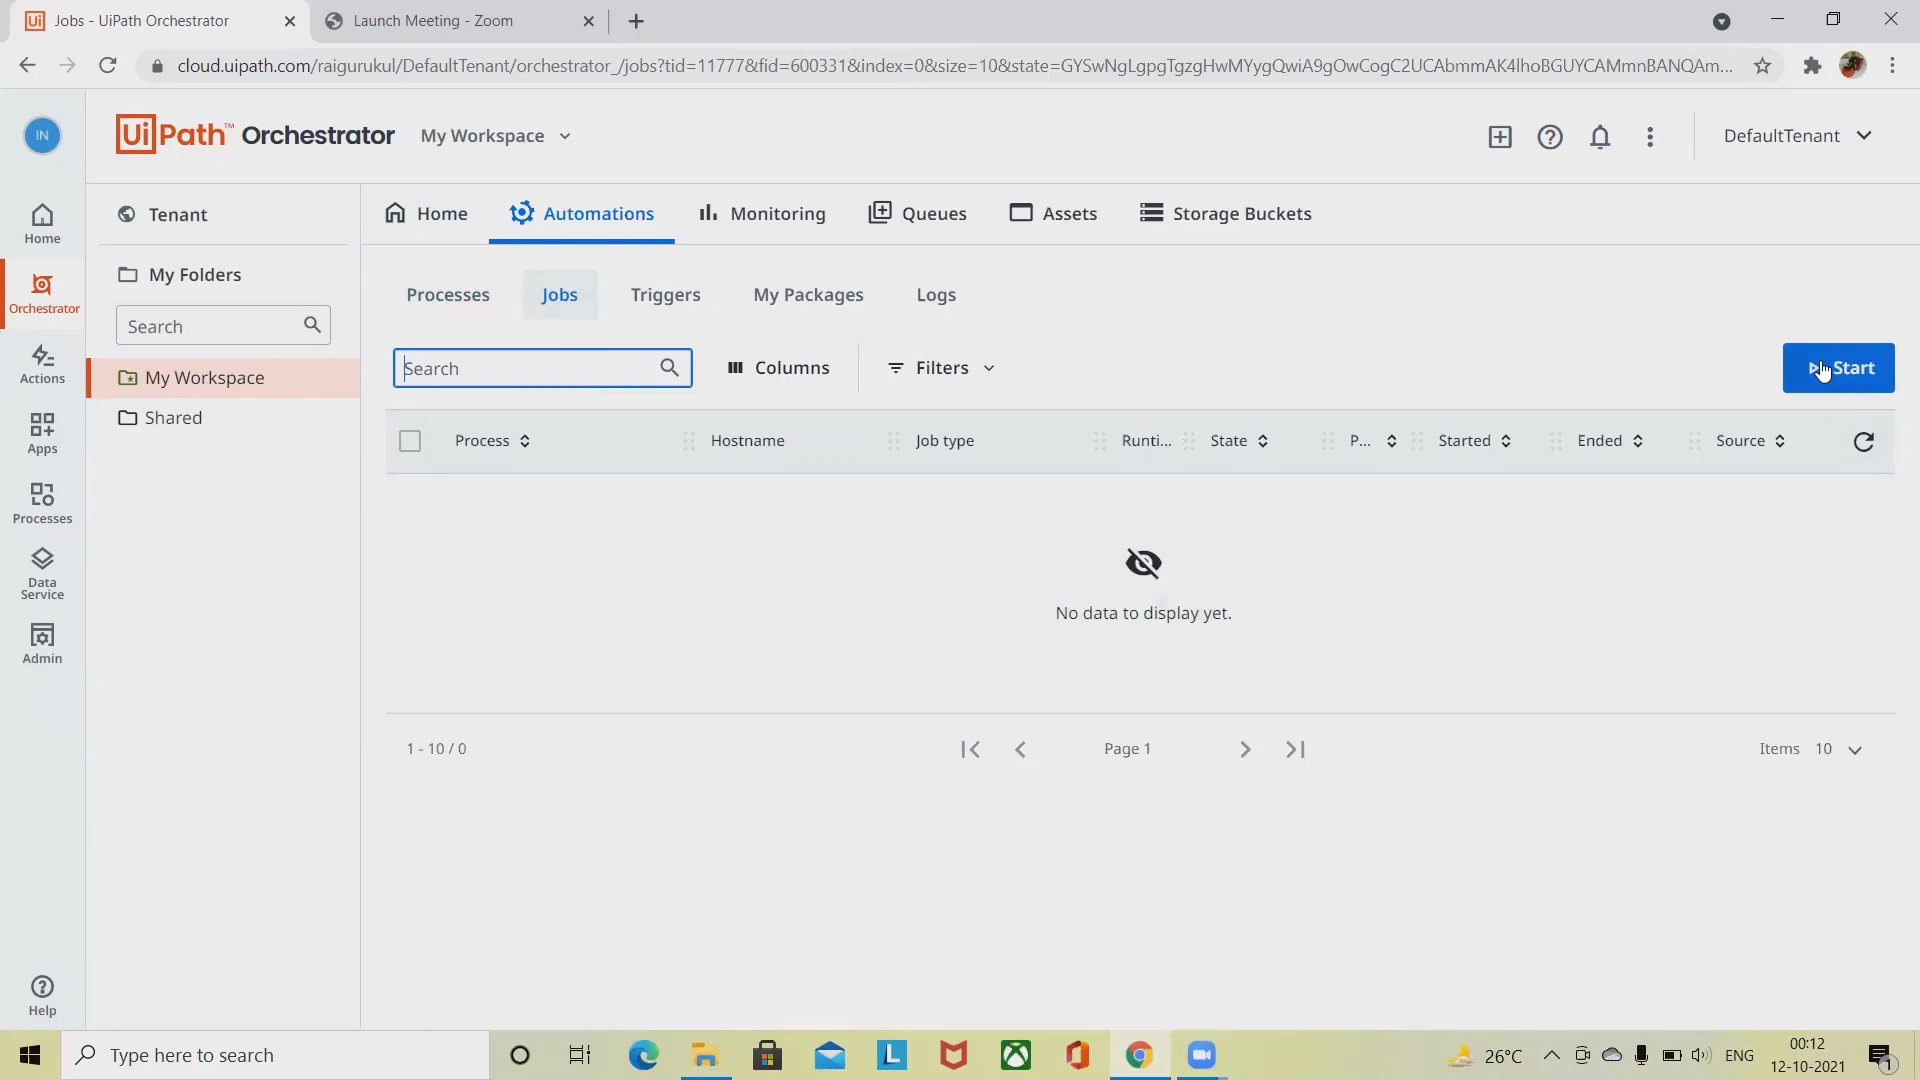 Ui Jobs - UiPath Orchestrator
Launch Meeting - Zoom
cloud.uipath.com/raigurukul/DefaultTenant/orchestrator_/jobs?tid=11777&fid=600331&index=0&size=10&state=GYSwNgLgpgTgzgHwMYygQwiA9gOwCogC2UCAbmmAK4lhoBGUYCAMmnBANQAm...
IN
UiPath™ Orchestrator
My Workspace
DefaultTenant
Home
Orchestrator
Actions
Apps
Processes
Data Service
Admin
Help
Tenant
My Folders
Search
My Workspace
Shared
Home
Automations
Monitoring
Queues
Assets
Storage Buckets
Processes
Jobs
Triggers
My Packages
Logs
Search
Columns
Filters
Start
Process
Hostname
Job type
Runti...
State
P...
Started
Ended
Source
No data to display yet.
1 - 10 / 0
Page 1
Items 10
Type here to search
L
26°C
ENG
00:12
12-10-2021
1